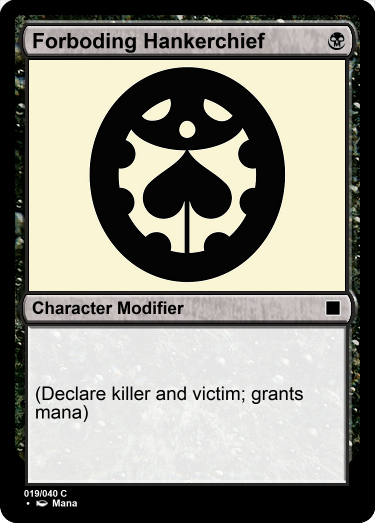 Forboding Hankerchief
Character Modifier
(Declare killer and victim; grants
mana)
019/040 C
• Mana